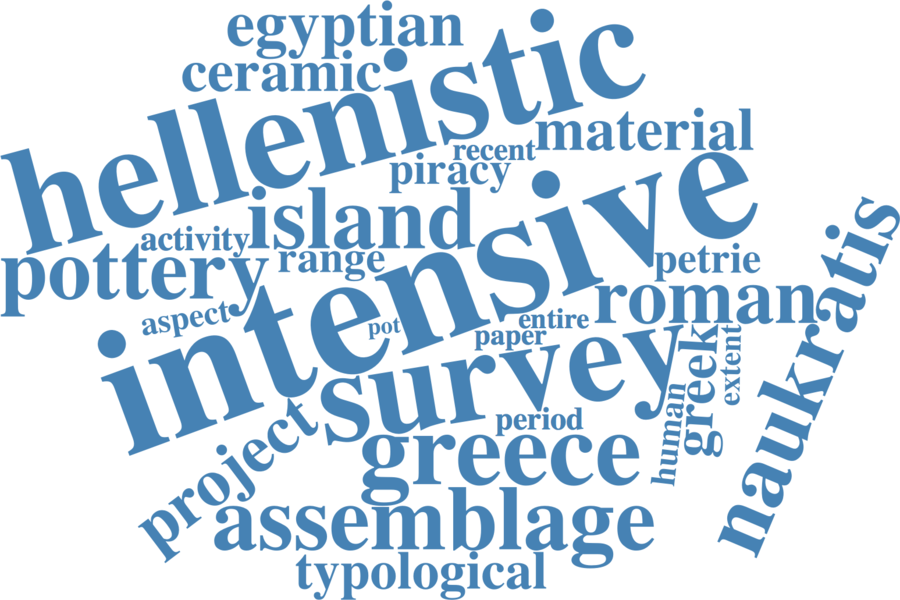 egyptian
ceramic
hellenistic
material
recent
piracy
island
activity
pottery
range
intensive
petrie
roman
naukratis
aspect
pot
entire
paper
survey
greek
extent
human
period
project
greece
assemblage
typological